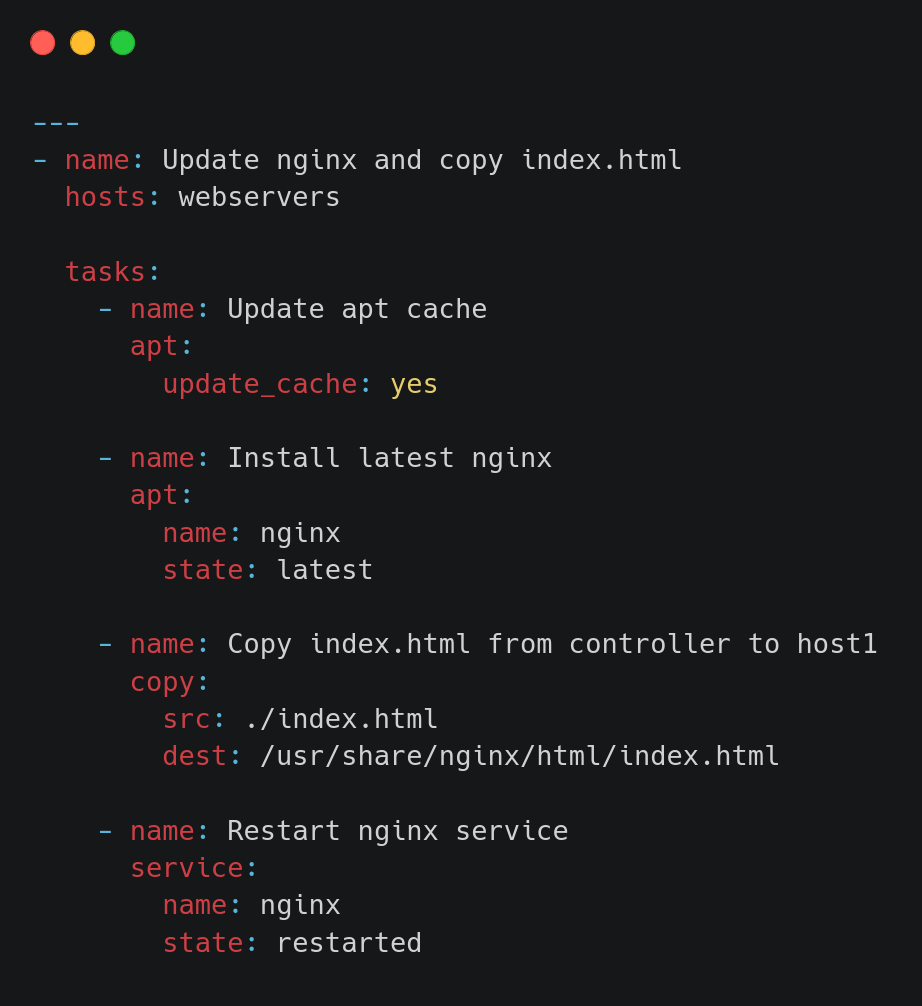 ---
- name: Update nginx and copy index.html
  hosts: webservers

  tasks:
    - name: Update apt cache
      apt:
        update_cache: yes

    - name: Install latest nginx
      apt:
        name: nginx
        state: latest

    - name: Copy index.html from controller to host1
      copy:
        src: ./index.html
        dest: /usr/share/nginx/html/index.html

    - name: Restart nginx service
      service:
        name: nginx
        state: restarted